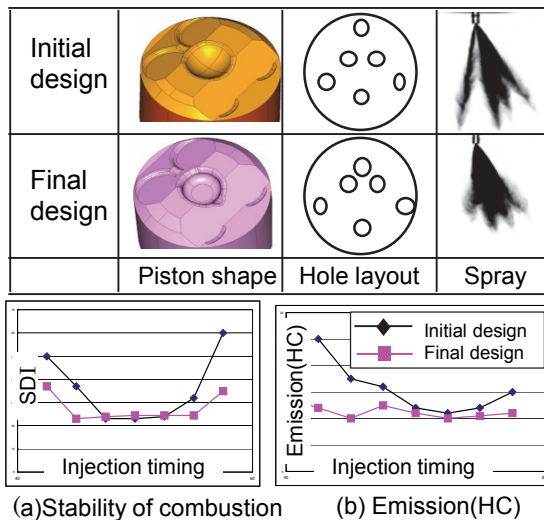 Initial
design
Final
design
Piston shape
Hole layout
Spray
SDI
Injection timing
(a)Stability of combustion
Initial design
Final design
Emission(HC)
Injection timing
(b) Emission(HC)